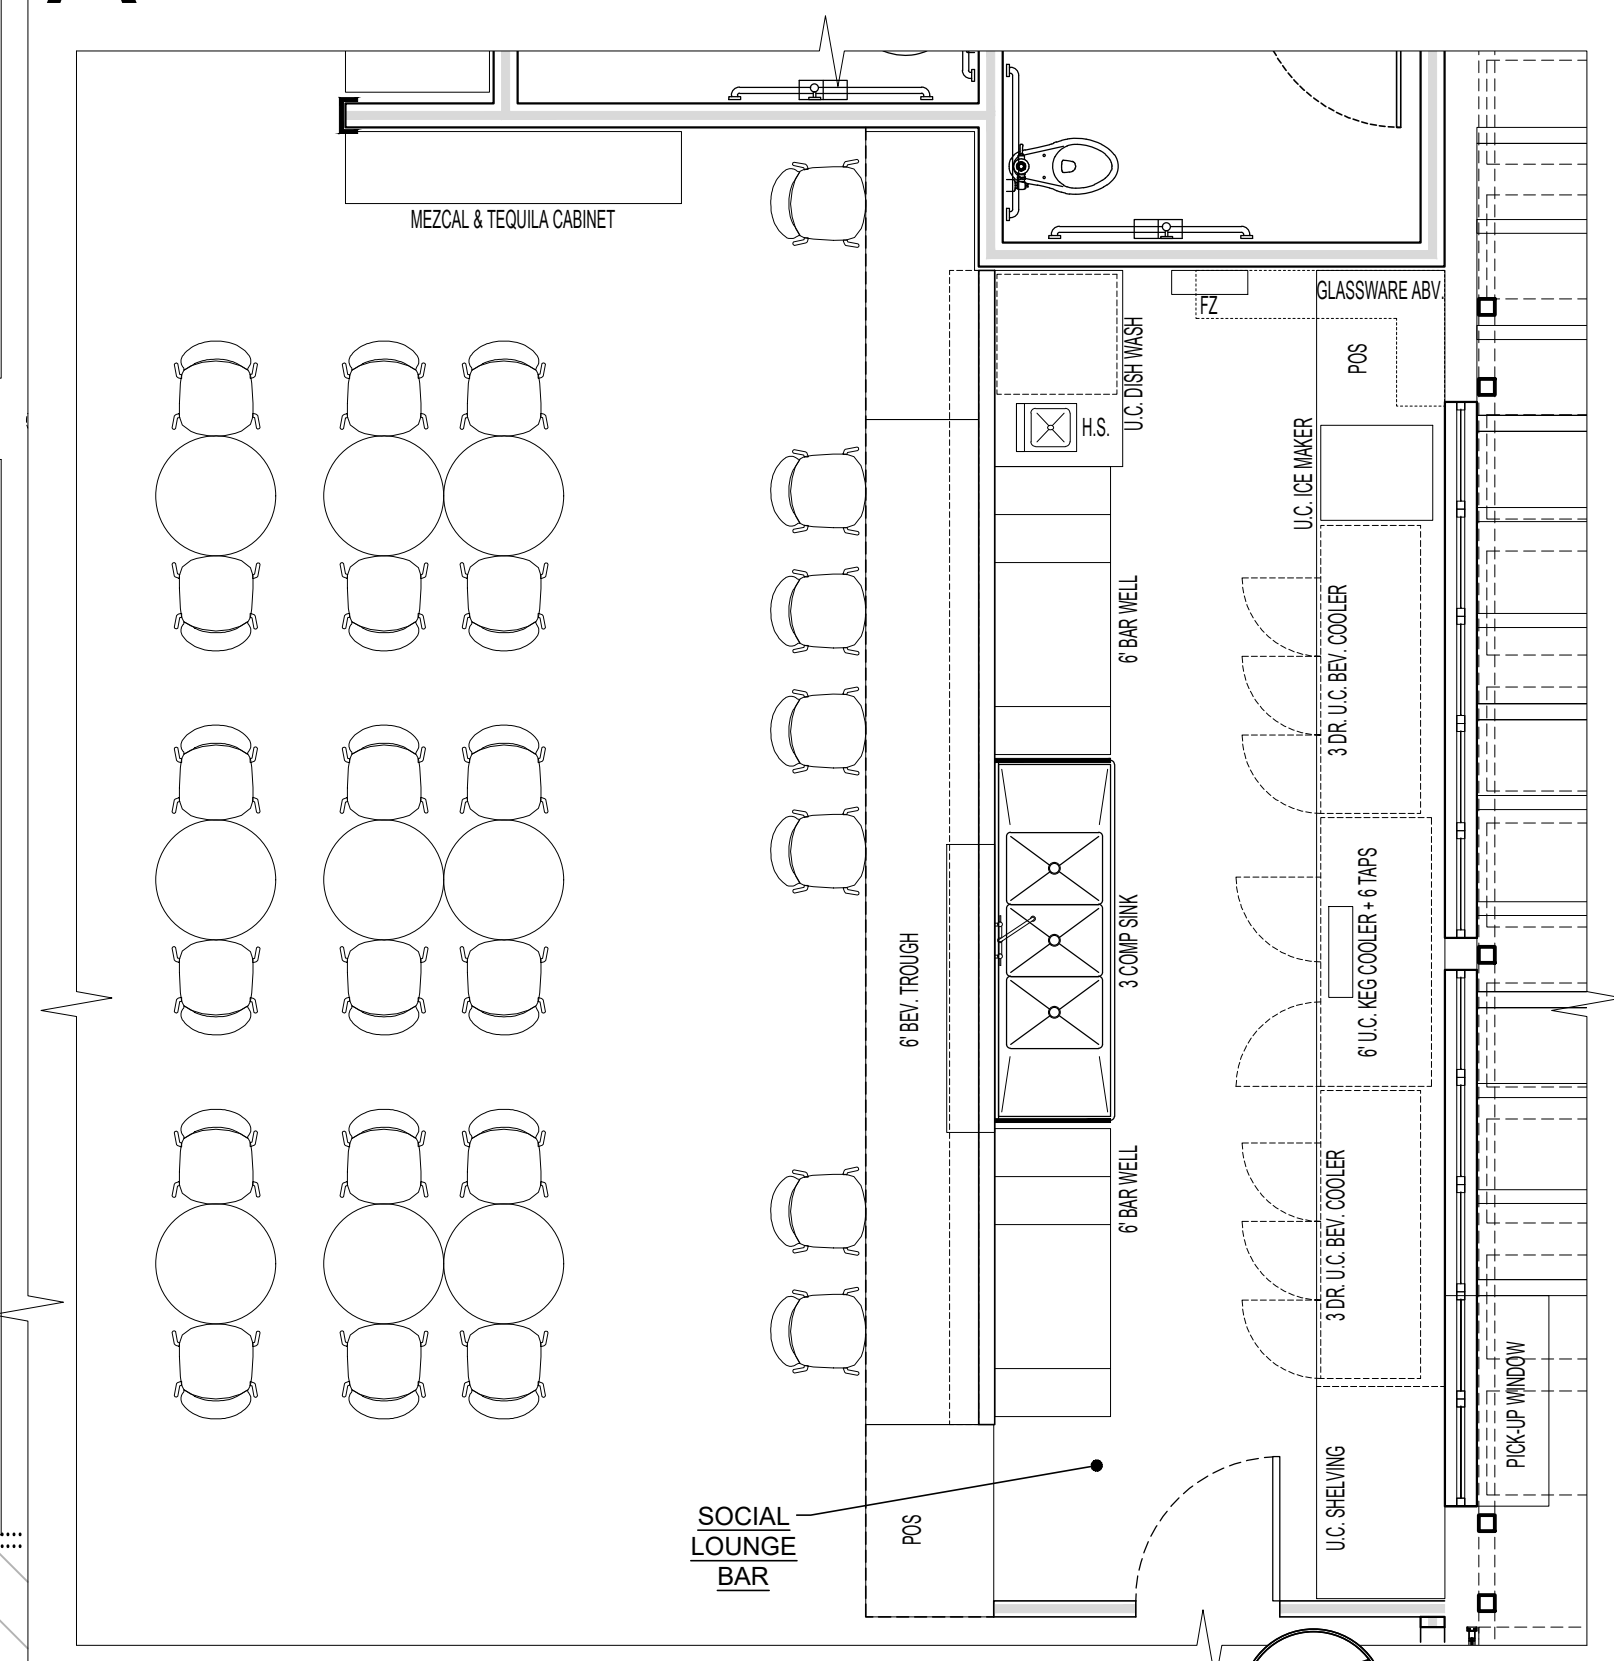 MEZCAL & TEQUILA CABINET
FZ
GLASSWARE ABV.
U.C. DISH WASH
POS
H.S.
U.C. ICE MAKER
6' BAR WELL
3 DR. U.C. BEV. COOLER
6' BEV. TROUGH
3 COMP SINK
6' U.C. KEG COOLER + 6 TAPS
6' BAR WELL
3 DR. U.C. BEV. COOLER
PICK-UP WINDOW
U.C. SHELVING
POS
SOCIAL
LOUNGE
BAR